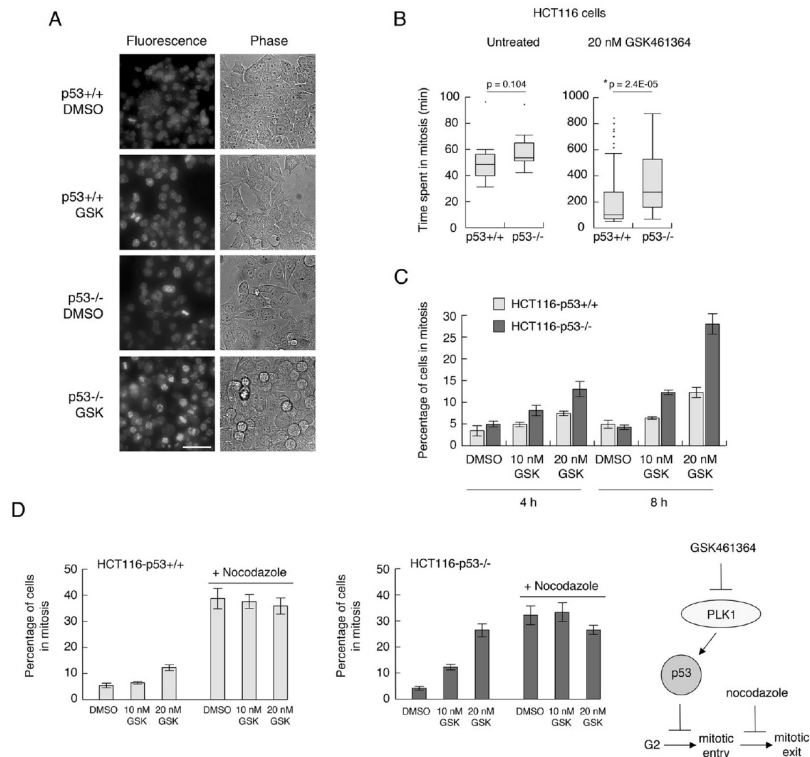 A
Fluorescence Phase
p53+/+
DMSO
p53+/+
GSK
p53-/-
DMSO
p53-/-
GSK
B
HCT116 cells
Untreated
20 nM GSK461364
Time spent in mitosis (min)
p = 0.104
100
80
60
40
20
0
p53+/+ p53-/-
* p = 2.4E-05
1000
800
600
400
200
p53+/+ p53-/-
C
Percentage of cells in mitosis
HCT116-p53+/+
HCT116-p53-/-
30
25
20
15
10
5
DMSO 10 nM GSK 20 nM GSK DMSO 10 nM GSK 20 nM GSK
4 h 8 h
D
HCT116-p53+/+
+ Nocodazole
Percentage of cells
in mitosis
50
40
30
20
10
0
DMSO 10 nM GSK 20 nM GSK DMSO 10 nM GSK 20 nM GSK
HCT116-p53-/-
+ Nocodazole
Percentage of cells
in mitosis
50
40
30
20
10
0
DMSO 10 nM GSK 20 nM GSK DMSO 10 nM GSK 20 nM GSK
GSK461364
PLK1
p53
nocodazole
G2 mitotic entry mitotic exit